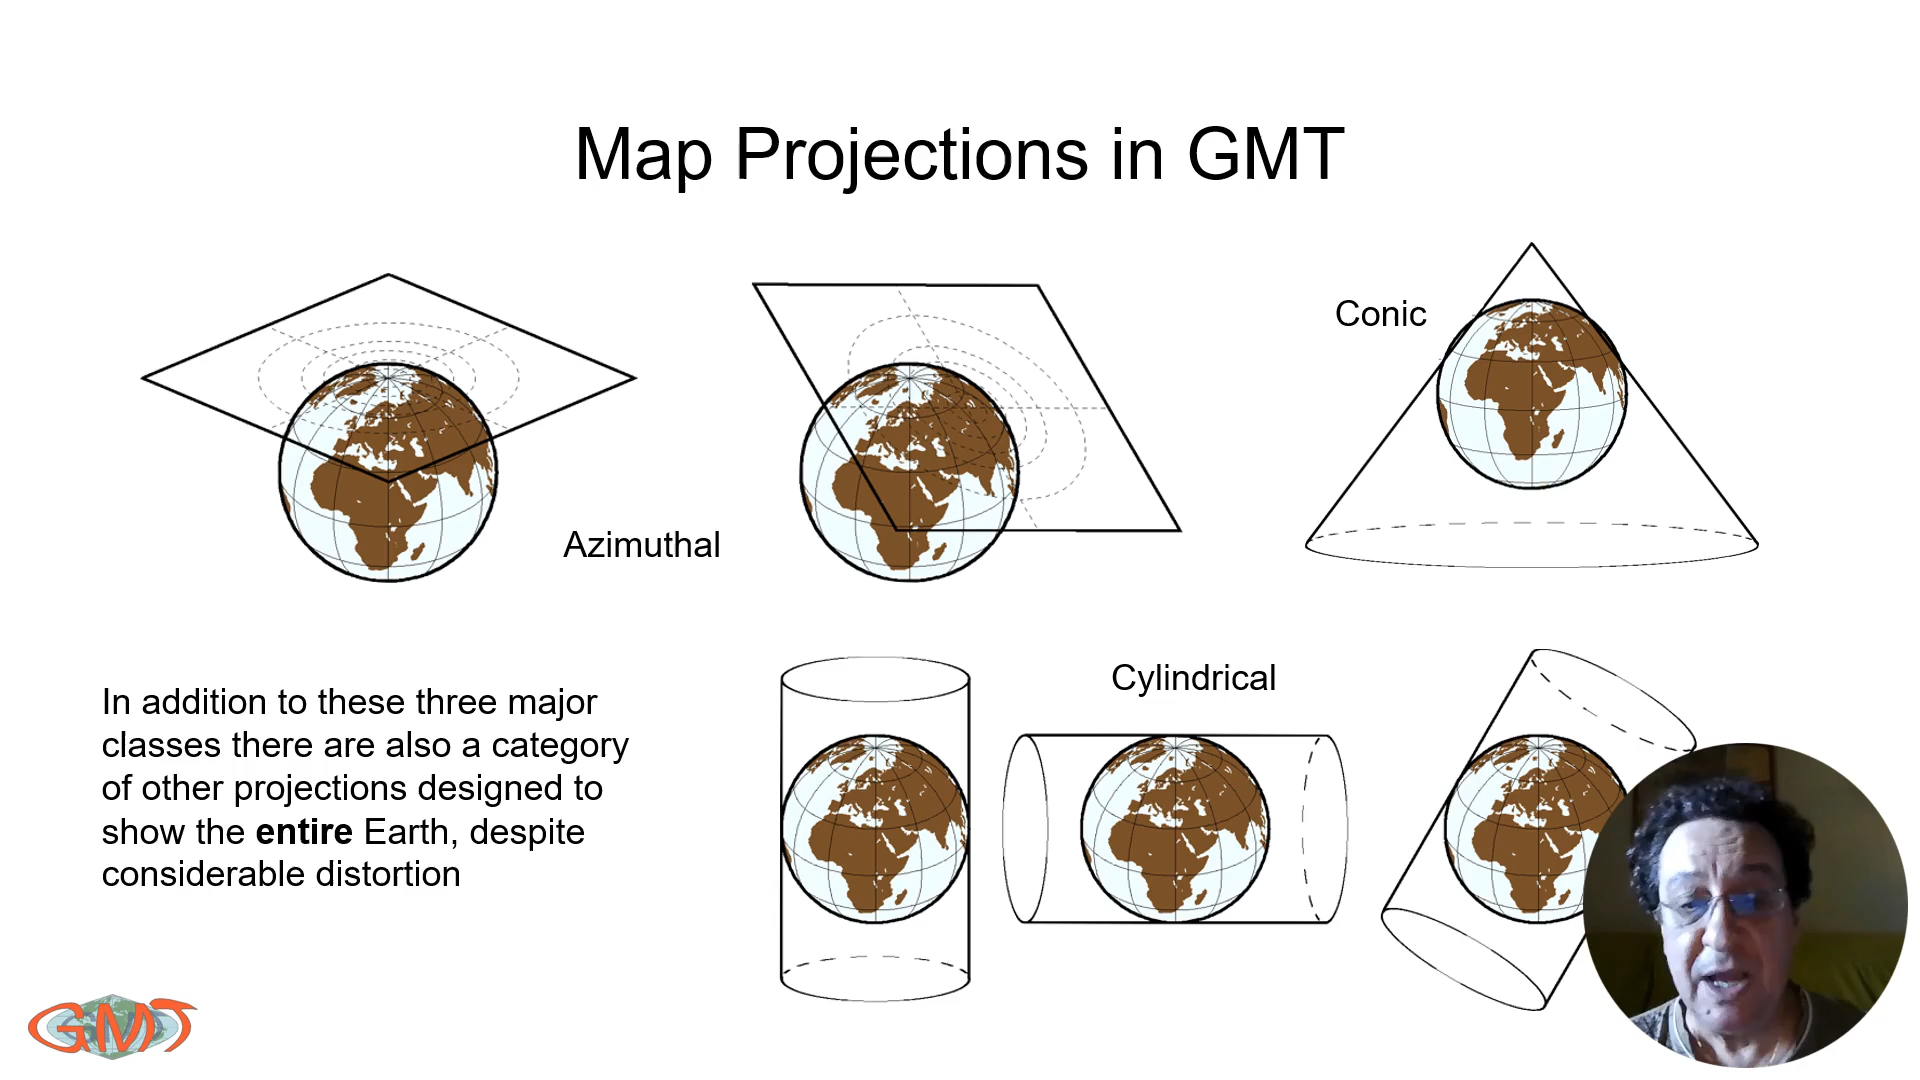 Map Projections in GMT
Conic
Azimuthal
Cylindrical
In addition to these three major
classes there are also a category
of other projections designed to
show the entire Earth, despite
considerable distortion
GMT